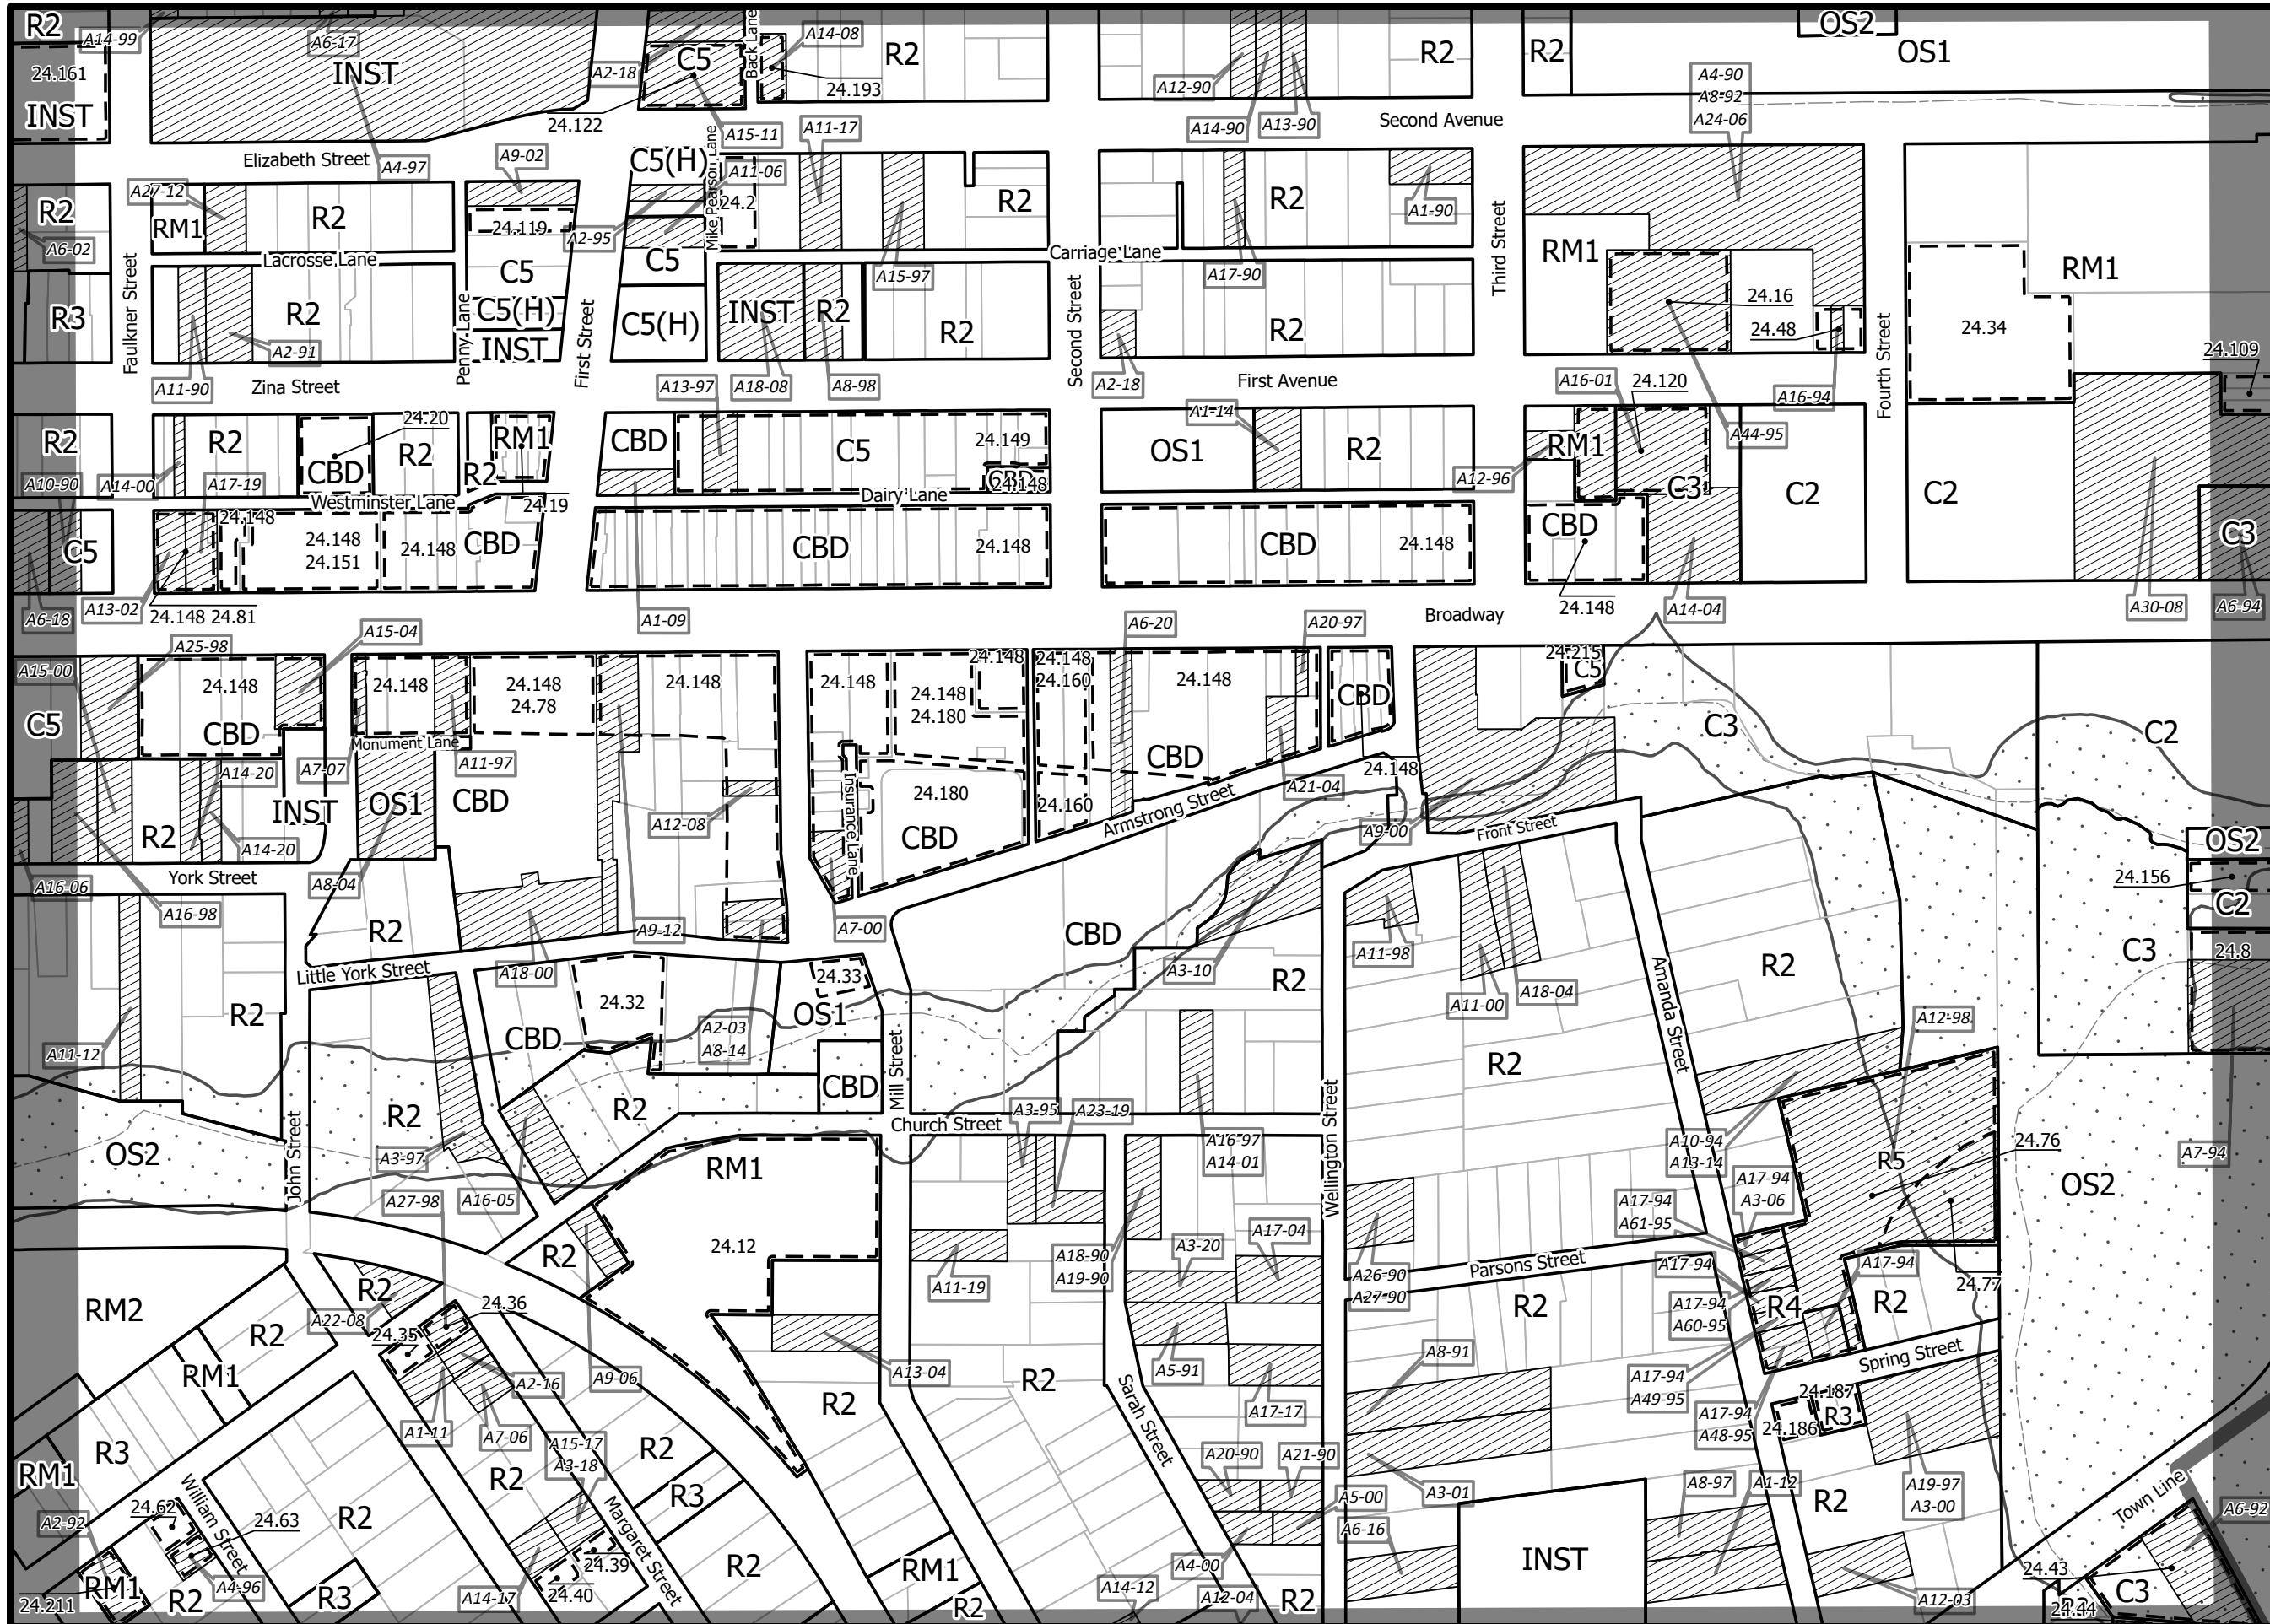 R2
A14-99
A6-17
24.161
INST
INST
A2-18
C5
Back Lane
A14-08
R2
24.193
24.122
A15-11
A12-90
A14-90
A13-90
R2
R2
OS2
OS1
A4-90
A8-92
A24-06
Second Avenue
Elizabeth Street
A4-97
A9-02
C5(H)
Mike Pearson Lane
A11-17
A11-06
24.2
R2
R2
A1-90
A27-12
RM1
R2
R2
A6-02
24.119
A2-95
C5
C5
Lacrosse Lane
Faulkner Street
A15-97
Carriage Lane
A17-90
Third Street
RM1
RM1
R3
R2
A11-90
A2-91
C5(H)
INST
Penny Lane
First Street
C5(H)
INST
R2
R2
Second Street
R2
A2-18
24.16
24.48
24.34
Fourth Street
24.109
Zina Street
A13-97
A18-08
A8-98
First Avenue
A16-01
24.120
A16-94
A44-95
R2
A10-90
A14-00
R2
A17-19
24.20
CBD
R2
R2
RM1
24.19
CBD
C5
24.149
CBD
24.148
OS1
A1-14
R2
A12-96
RM1
C3
C2
C2
C3
Westminster Lane
Dairy Lane
C5
24.148
24.148
24.151
24.148
CBD
CBD
24.148
CBD
24.148
CBD
A6-18
A13-02
24.148 24.81
A1-09
Broadway
24.148
A14-04
A30-08
A6-94
A25-98
A15-04
A15-00
24.148
CBD
C5
24.148
24.148
24.78
24.148
24.148
24.148
24.180
24.148
24.148
24.160
A6-20
A20-97
24.148
CBD
CBD
24.215
C5
C3
C2
Monument Lane
A7-07
A11-97
A14-20
A14-20
INST
OS1
CBD
R2
A12-08
Insurance Lane
24.180
CBD
24.160
Armstrong Street
A21-04
24.148
A9-00
Front Street
OS2
24.156
C2
A16-06
York Street
A16-98
A8-04
R2
A9-12
A7-00
CBD
A3-10
R2
A11-98
A11-00
A18-04
R2
Amanda Street
C3
24.8
A18-00
Little York Street
R2
A11-12
24.32
24.33
OS1
A2-03
A8-14
CBD
CBD
Mill Street
R2
A12-98
R2
A3-97
R2
OS2
John Street
Church Street
A3-95
A23-19
A16-97
A14-01
Wellington Street
A10-94
A13-14
R5
24.76
A7-94
OS2
A27-98
A16-05
RM1
24.12
R2
A11-19
A18-90
A19-90
A3-20
A17-04
A26-90
A27-90
Parsons Street
A17-94
A3-06
A17-94
A61-95
A17-94
A17-94
24.77
RM2
R2
A22-08
24.36
24.35
R2
RM1
A2-16
A9-06
A13-04
A1-11
A7-06
R2
R2
A5-91
A17-17
R2
A8-91
A17-94
A60-95
R4
R2
Spring Street
A17-94
A49-95
24.187
R3
24.186
A17-94
A48-95
R3
RM1
A15-17
A3-18
R2
R2
R3
Sarah Street
A20-90
A21-90
A3-01
A5-00
A6-16
A8-97
A1-12
A19-97
A3-00
Town Line
A6-92
A2-92
24.62
William Street
24.63
R2
Margaret Street
RM1
24.211
R2
A4-96
R3
A14-17
24.39
24.40
R2
RM1
R2
A14-12
A4-00
A12-04
R2
INST
R2
A12-03
24.43
24.44
C3